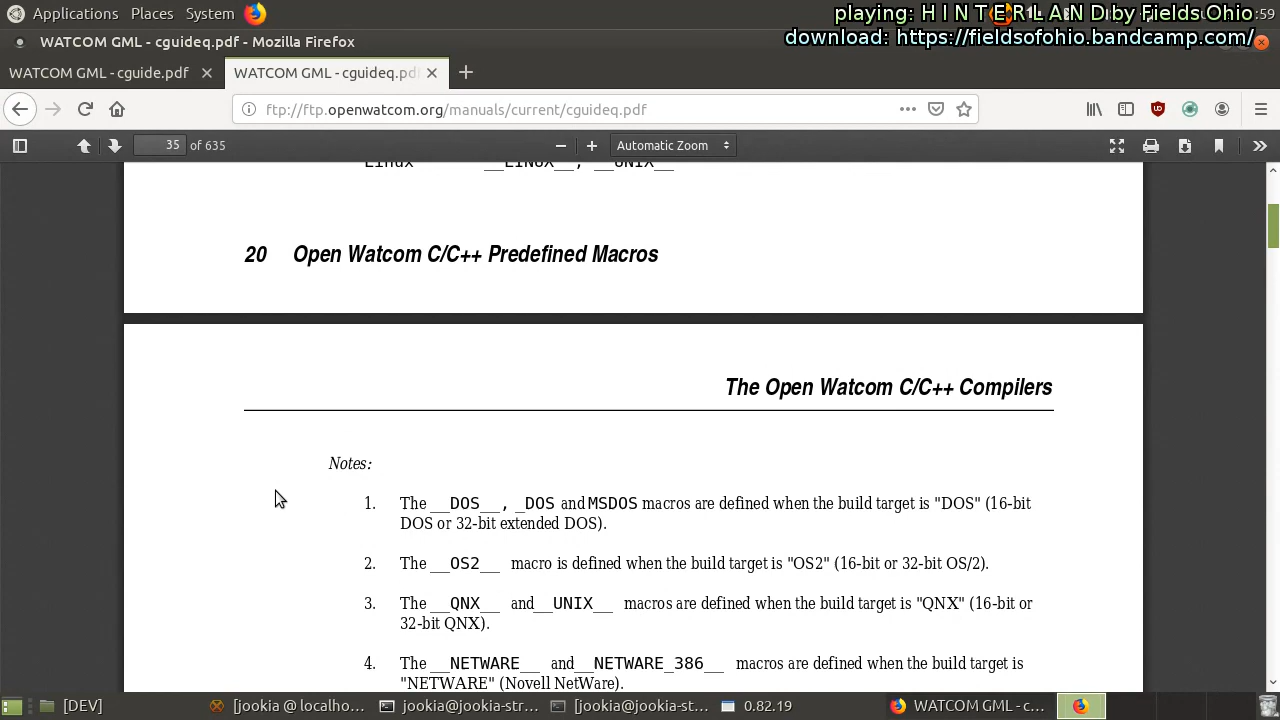 Applications Places System
playing: H I N T E R L A N D by Fields Ohio
:59
WATCOM GML - cguideq.pdf - Mozilla Firefox
download: https://fieldsofohio.bandcamp.com/
WATCOM GML - cguide.pdf
WATCOM GML - cguideq.pd
ftp://ftp.openwatcom.org/manuals/current/cguideq.pdf
35 of 635
Automatic Zoom
Linux __LINUX__, __UNIX__
20 Open Watcom C/C++ Predefined Macros
The Open Watcom C/C++ Compilers
Notes:
1. The __DOS__, _DOS and MSDOS macros are defined when the build target is "DOS" (16-bit
DOS or 32-bit extended DOS).
2. The __OS2__ macro is defined when the build target is "OS2" (16-bit or 32-bit OS/2).
3. The __QNX__ and__UNIX__ macros are defined when the build target is "QNX" (16-bit or
32-bit QNX).
4. The __NETWARE__ and__NETWARE_386__ macros are defined when the build target is
"NETWARE" (Novell NetWare).
[DEV]
[jookia @ localho...
jookia@jookia-str...
[jookia@jookia-st...
0.82.19
WATCOM GML - c...